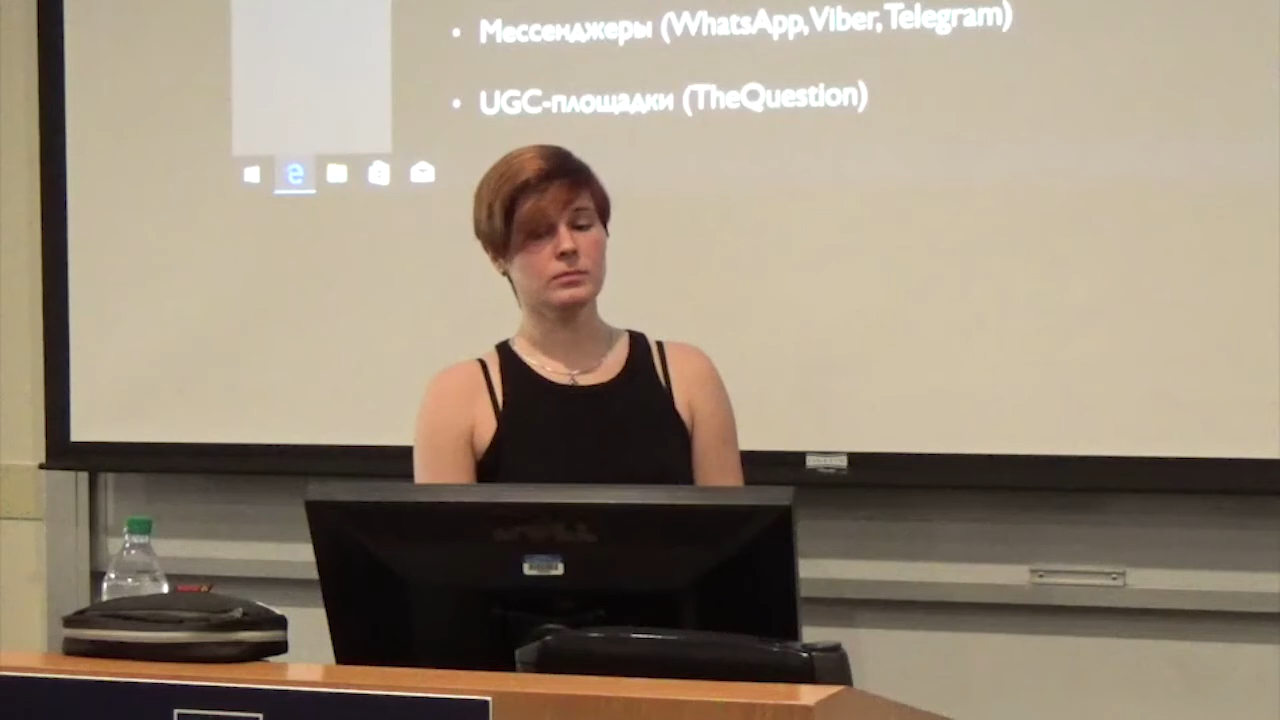 • Мессенджеры (WhatsApp, Viber, Telegram)
• UGC-площадки (TheQuestion)